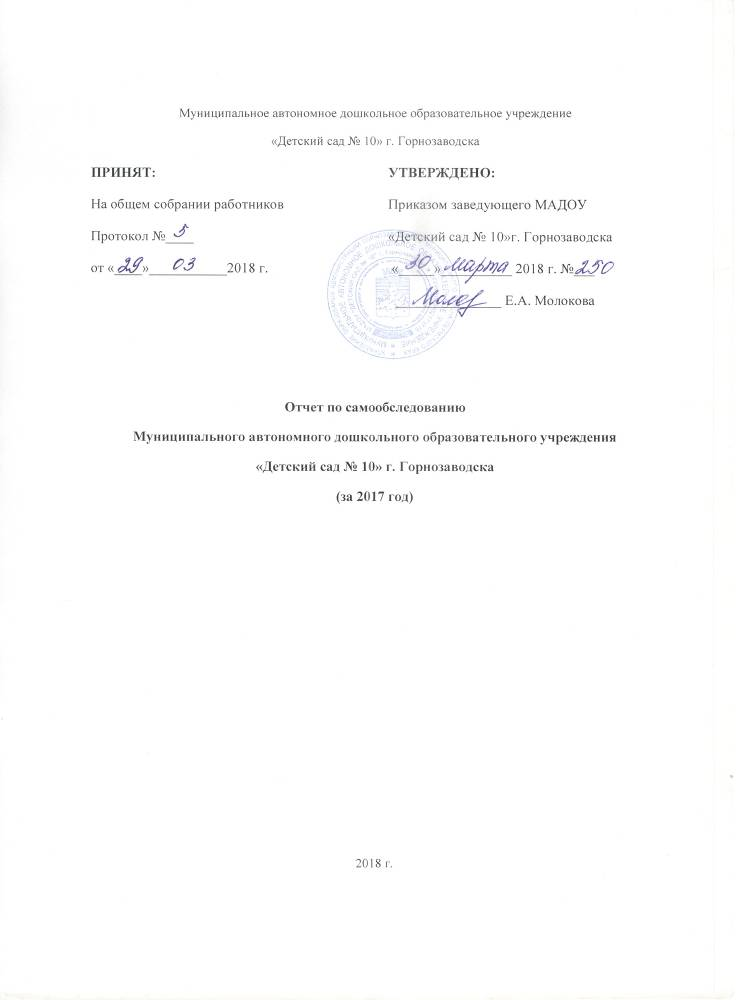 Муниципальное автономное дошкольное образовательное учреждение
«Детский сад № 10» г. Горнозаводска
ПРИНЯТ:
На общем собрании работников
Протокол № 5
от «29» 03 2018 г.
УТВЕРЖДЕНО:
Приказом заведующего МАДОУ
«Детский сад № 10»г. Горнозаводска
«30» марта 2018 г. №250
Е.А. Молокова
Отчет по самообследованию
Муниципального автономного дошкольного образовательного учреждения
«Детский сад № 10» г. Горнозаводска
(за 2017 год)
2018 г.